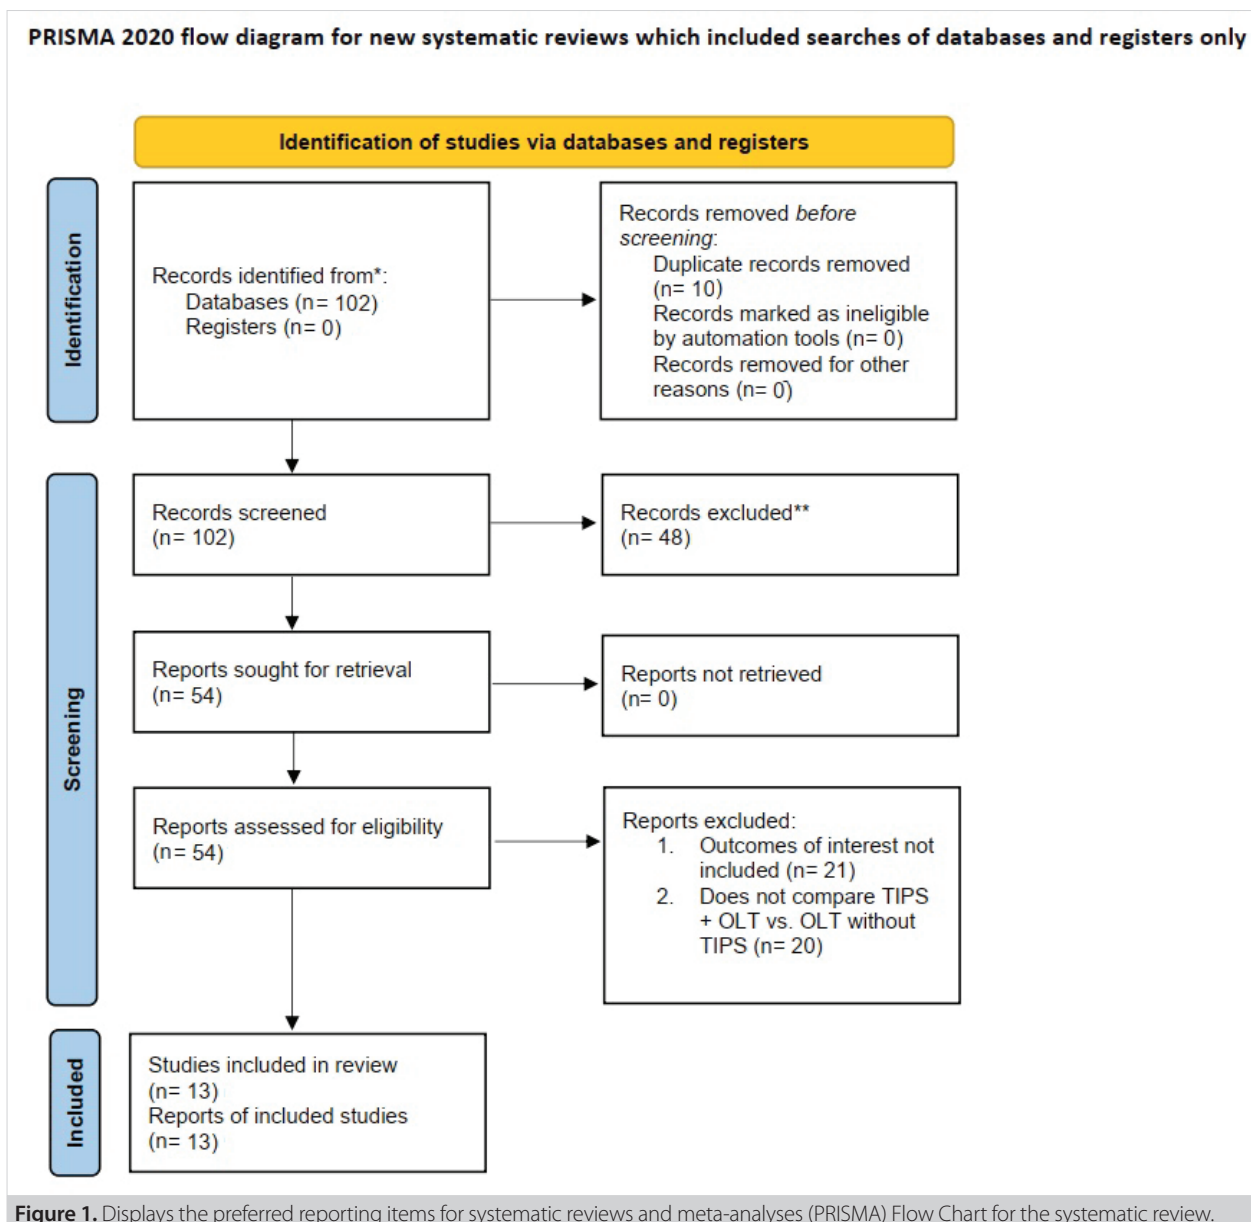 PRISMA 2020 flow diagram for new systematic reviews which included searches of databases and registers only
Identification of studies via databases and registers
Identification
Records identified from*:
Databases (n= 102)
Registers (n= 0)
Records removed before
screening:
Duplicate records removed
(n= 10)
Records marked as ineligible
by automation tools (n= 0)
Records removed for other
reasons (n= 0)
Screening
Records screened
(n= 102)
Records excluded**
(n= 48)
Reports sought for retrieval
(n= 54)
Reports not retrieved
(n= 0)
Reports assessed for eligibility
(n= 54)
Reports excluded:
1. Outcomes of interest not
included (n= 21)
2. Does not compare TIPS
+ OLT vs. OLT without
TIPS (n= 20)
Included
Studies included in review
(n= 13)
Reports of included studies
(n= 13)
Figure 1. Displays the preferred reporting items for systematic reviews and meta-analyses (PRISMA) Flow Chart for the systematic review.